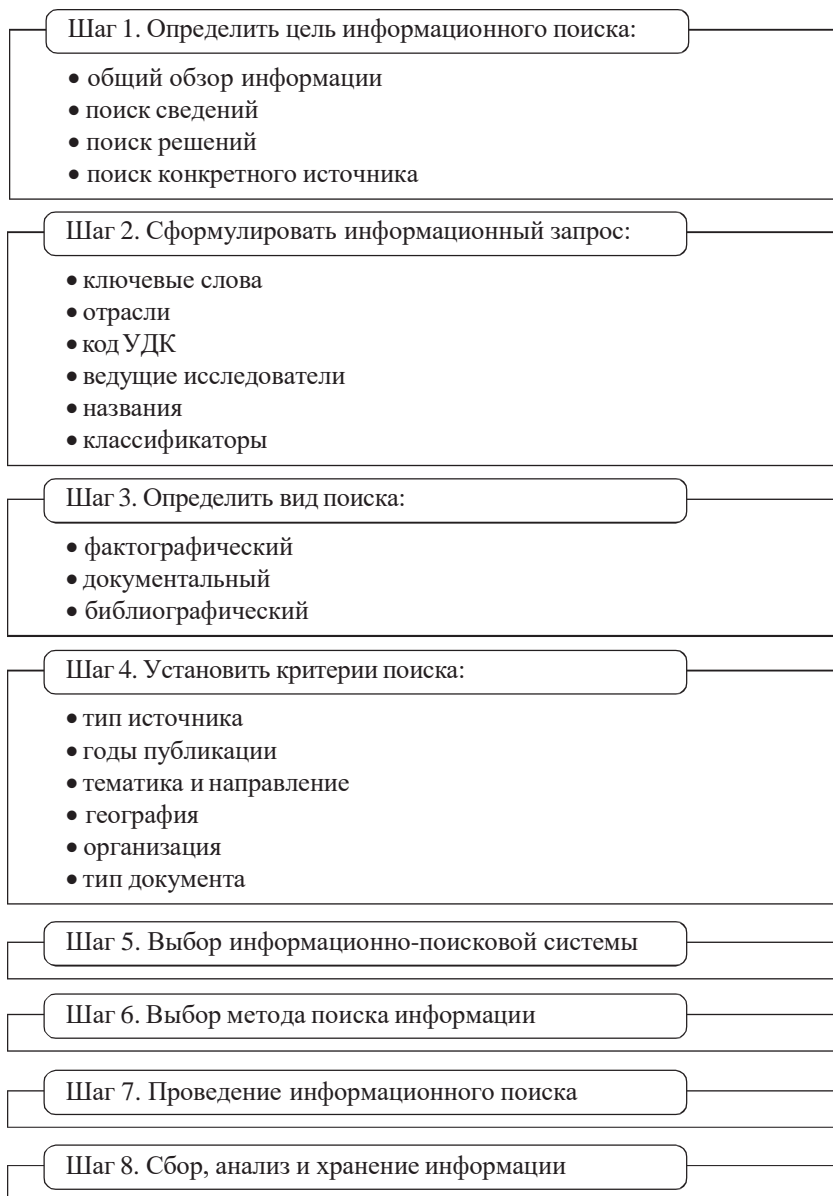 Шаг 1. Определить цель информационного поиска:
• общий обзор информации
• поиск сведений
• поиск решений
• поиск конкретного источника
Шаг 2. Сформулировать информационный запрос:
• ключевые слова
• отрасли
• код УДК
• ведущие исследователи
• названия
• классификаторы
Шаг 3. Определить вид поиска:
• фактографический
• документальный
• библиографический
Шаг 4. Установить критерии поиска:
• тип источника
• годы публикации
• тематика и направление
• география
• организация
• тип документа
Шаг 5. Выбор информационно-поисковой системы
Шаг 6. Выбор метода поиска информации
Шаг 7. Проведение информационного поиска
Шаг 8. Сбор, анализ и хранение информации